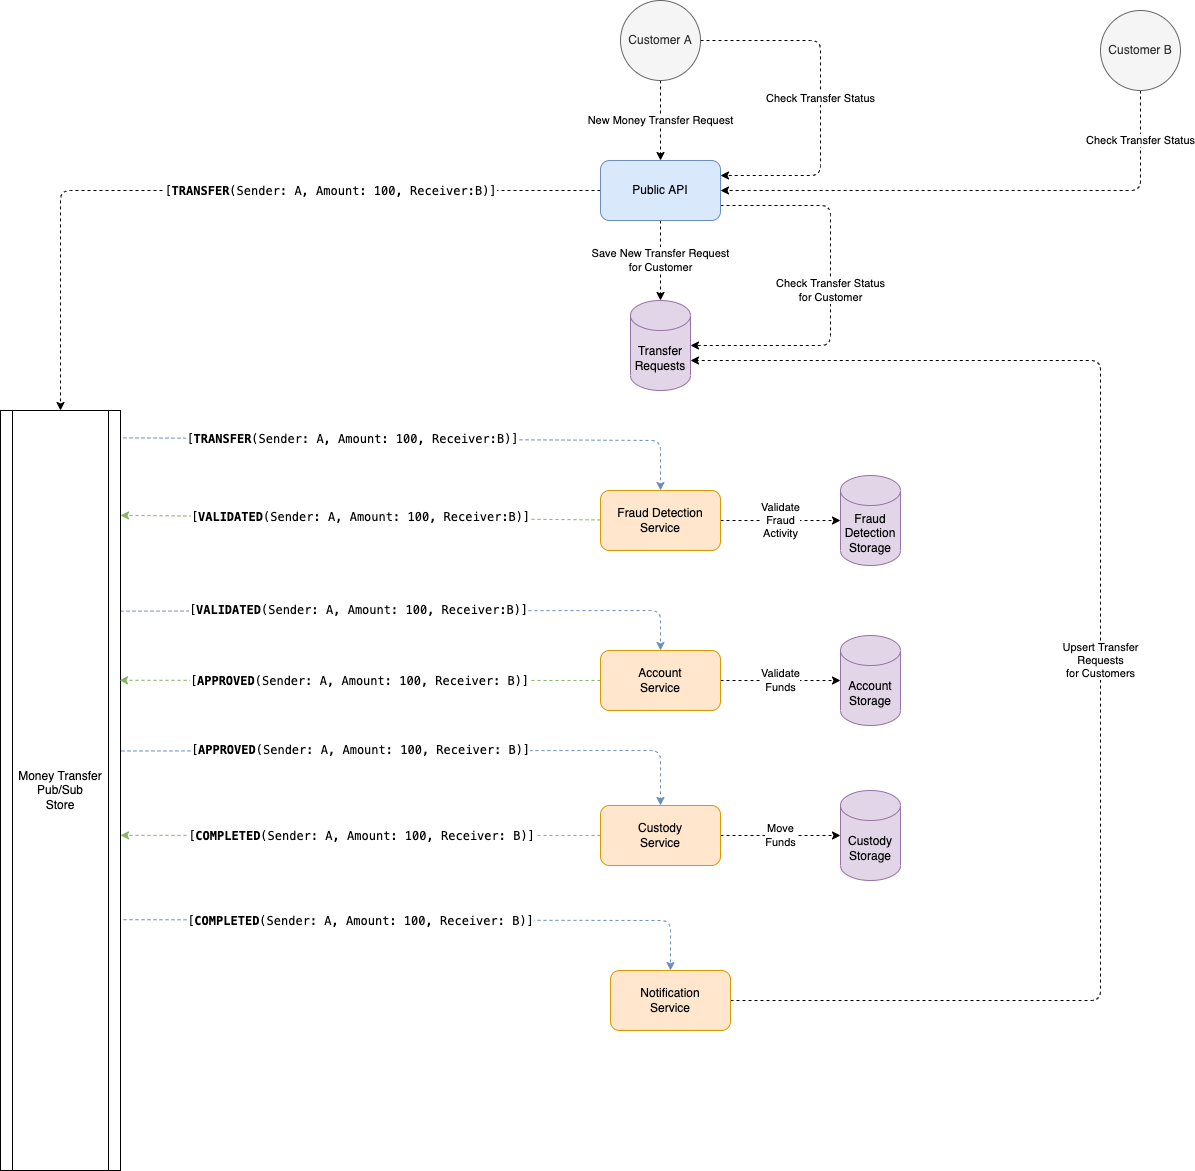 Customer A
Customer B
Check Transfer Status
New Money Transfer Request
Check Transfer Status
[TRANSFER(Sender: A, Amount: 100, Receiver:B)]
Public API
Save New Transfer Request
for Customer
Check Transfer Status
for Customer
Transfer
Requests
[TRANSFER(Sender: A, Amount: 100, Receiver:B)]
[VALIDATED(Sender: A, Amount: 100, Receiver:B)]
Fraud Detection
Service
Validate
Fraud
Activity
Fraud
Detection
Storage
[VALIDATED(Sender: A, Amount: 100, Receiver:B)]
[APPROVED(Sender: A, Amount: 100, Receiver: B)]
Account
Service
Validate
Funds
Account
Storage
Upsert Transfer
Requests
for Customers
[APPROVED(Sender: A, Amount: 100, Receiver: B)]
Money Transfer
Pub/Sub
Store
[COMPLETED(Sender: A, Amount: 100, Receiver: B)]
Custody
Service
Move
Funds
Custody
Storage
[COMPLETED(Sender: A, Amount: 100, Receiver: B)]
Notification
Service